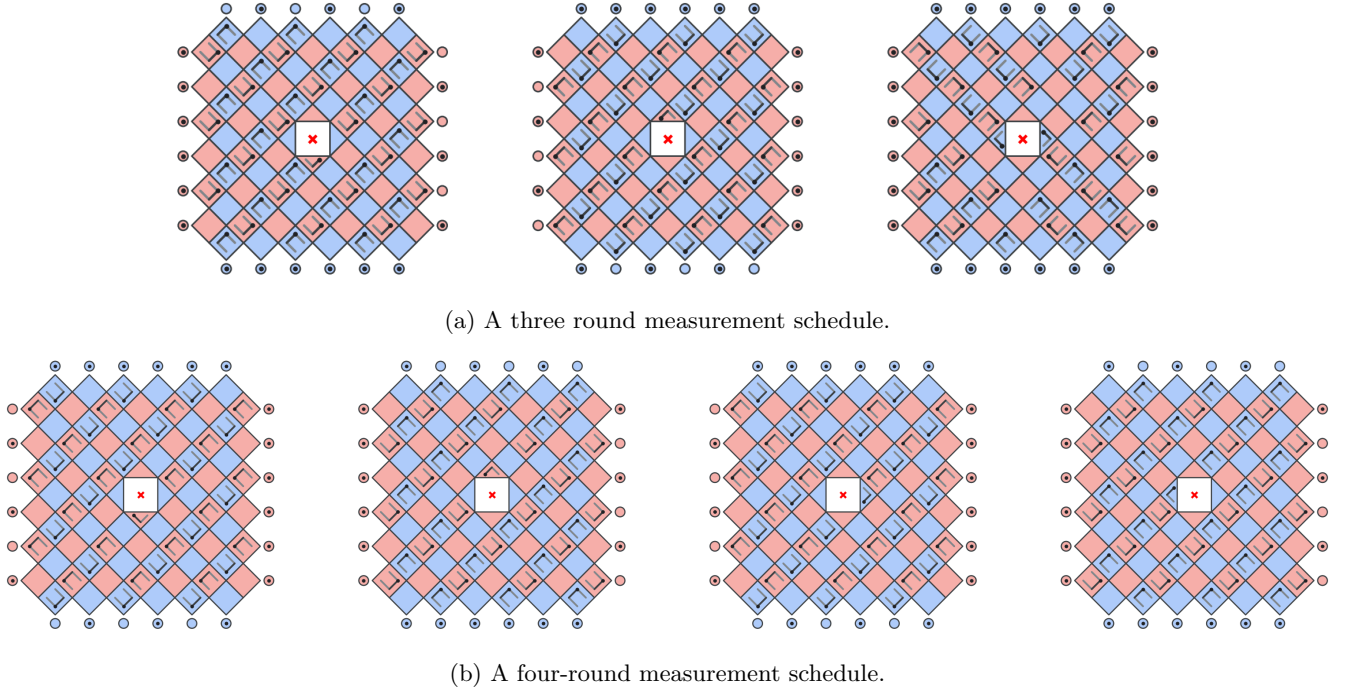 (a) A three round measurement schedule.
(b) A four-round measurement schedule.